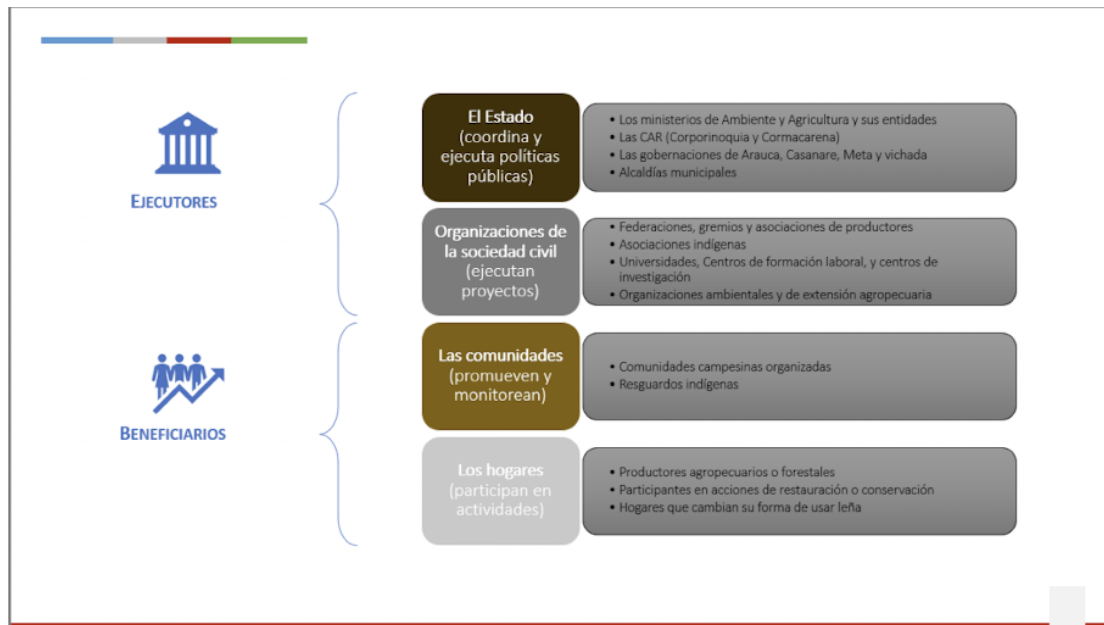 EJECUTORES
El Estado
(coordina y
ejecuta políticas
públicas)
• Los ministerios de Ambiente y Agricultura y sus entidades
• Las CAR (Corporinoquia y Cormacarena)
• Las gobernaciones de Arauca, Casanare, Meta y vichada
• Alcaldías municipales
Organizaciones de
la sociedad civil
(ejecutan
proyectos)
• Federaciones, gremios y asociaciones de productores
• Asociaciones indígenas
• Universidades, Centros de formación laboral, y centros de
investigación
• Organizaciones ambientales y de extensión agropecuaria
BENEFICIARIOS
Las comunidades
(promueven y
monitorean)
• Comunidades campesinas organizadas
• Resguardos indígenas
Los hogares
(participan en
actividades)
• Productores agropecuarios o forestales
• Participantes en acciones de restauración o conservación
• Hogares que cambian su forma de usar leña